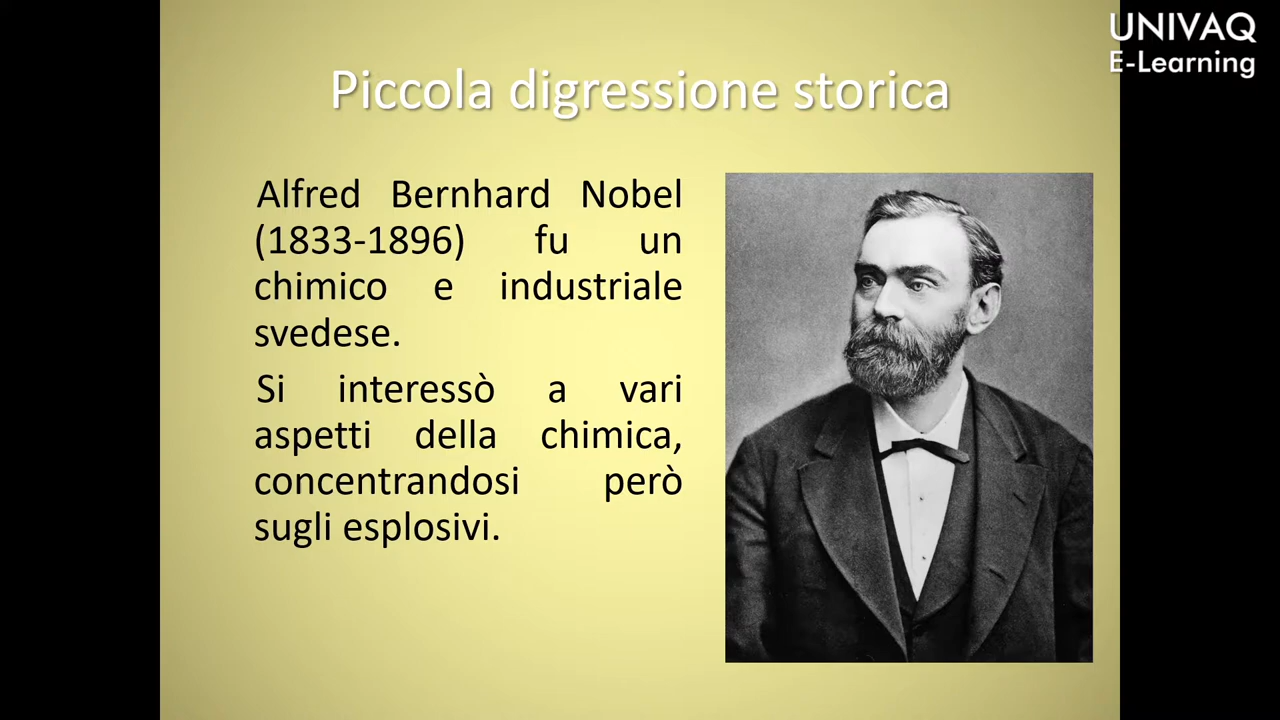 UNIVAQ
E-Learning
Piccola digressione storica
Alfred Bernhard Nobel
(1833-1896) fu un
chimico e industriale
svedese.
Si interessò a vari
aspetti della chimica,
concentrandosi però
sugli esplosivi.